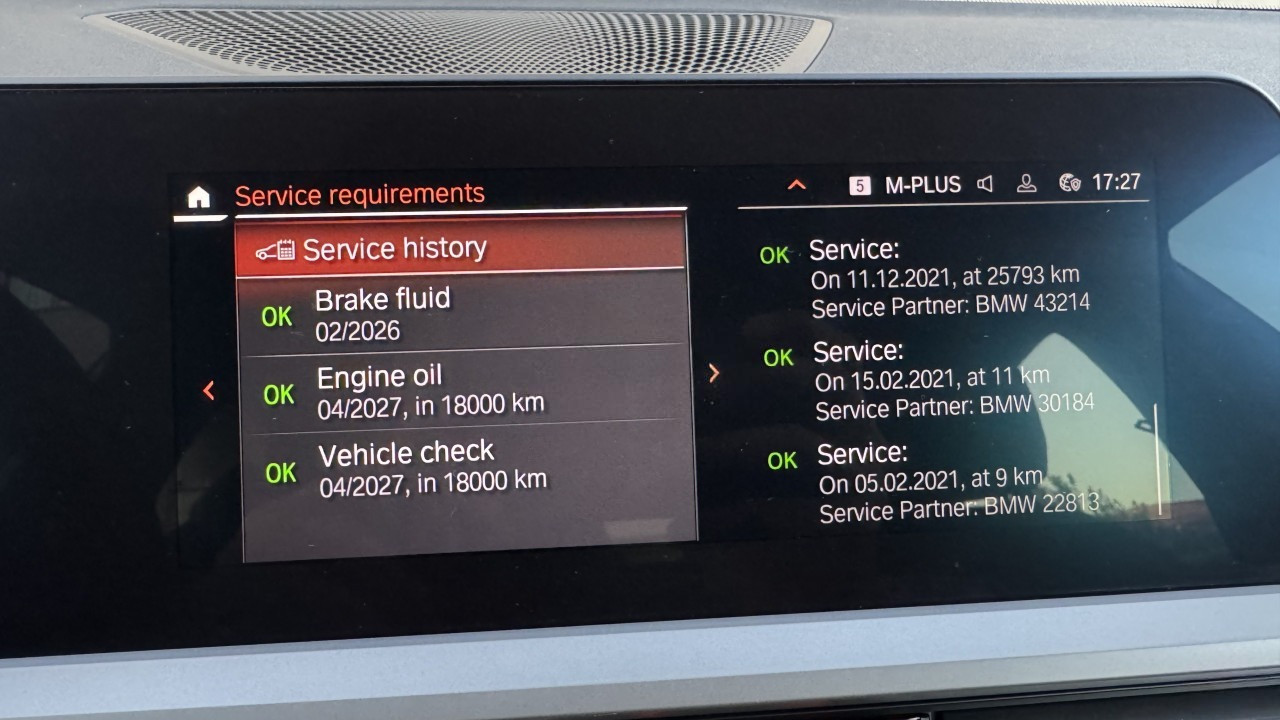 Service requirements
5 M-PLUS 17:27
Service history
OK Brake fluid
02/2026
OK Engine oil
04/2027, in 18000 km
OK Vehicle check
04/2027, in 18000 km
OK Service:
On 11.12.2021, at 25793 km
Service Partner: BMW 43214
OK Service:
On 15.02.2021, at 11 km
Service Partner: BMW 30184
OK Service:
On 05.02.2021, at 9 km
Service Partner: BMW 22813